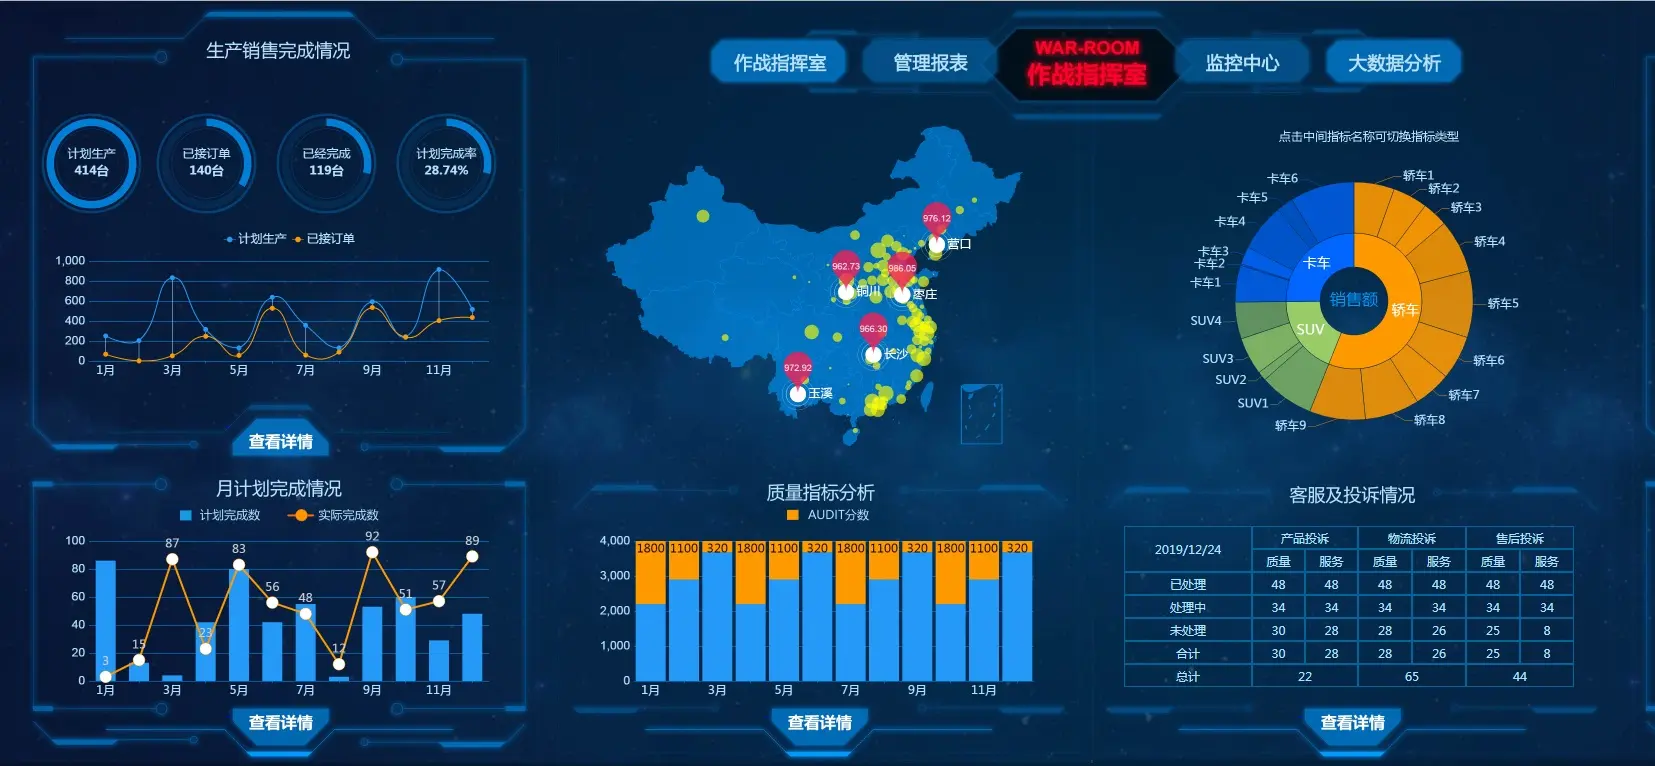 生产销售完成情况
计划生产
414台
已接订单
140台
已经完成
119台
计划完成率
28.74%
计划生产 已接订单
1,000
800
600
400
200
0
1月 3月 5月 7月 9月 11月
查看详情
作战指挥室
管理报表
WAR-ROOM
作战指挥室
监控中心
大数据分析
976.12
营口
962.73
铜川
986.05
枣庄
966.30
长沙
972.92
玉溪
点击中间指标名称可切换指标类型
卡车6
卡车5
卡车4
卡车3
卡车2
卡车1
SUV4
SUV3
SUV2
SUV1
轿车1
轿车2
轿车3
轿车4
轿车5
轿车6
轿车7
轿车8
轿车9
卡车
SUV
轿车
销售额
月计划完成情况
计划完成数 实际完成数
100
80
60
40
20
0
3 15 87 23 83 56 48 12 92 51 57 89
1月 3月 5月 7月 9月 11月
查看详情
质量指标分析
AUDIT分数
4,000
3,000
2,000
1,000
0
1800 1100 320 1800 1100 320 1800 1100 320 1800 1100 320
1月 3月 5月 7月 9月 11月
查看详情
客服及投诉情况
2019/12/24 产品投诉 物流投诉 售后投诉
质量 服务 质量 服务 质量 服务
已处理 48 48 48 48 48 48
处理中 34 34 34 34 34 34
未处理 30 28 28 26 25 8
合计 30 28 28 26 25 8
总计 22 65 44
查看详情